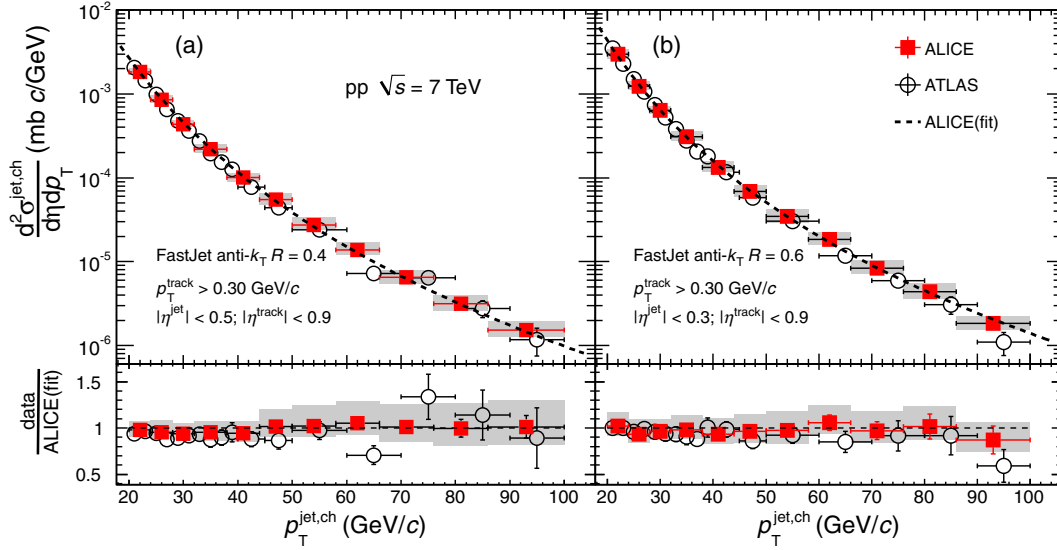 10⁻²
10⁻³
10⁻⁴
10⁻⁵
10⁻⁶
d²σ^jet,ch
dηdp_T
(mb c/GeV)
(a)
pp √s = 7 TeV
FastJet anti-k_T R = 0.4
p_T^track > 0.30 GeV/c
|η^jet| < 0.5; |η^track| < 0.9
(b)
ALICE
ATLAS
ALICE(fit)
FastJet anti-k_T R = 0.6
p_T^track > 0.30 GeV/c
|η^jet| < 0.3; |η^track| < 0.9
data
ALICE(fit)
1.5
1
0.5
20 30 40 50 60 70 80 90 100
20 30 40 50 60 70 80 90 100
p_T^jet,ch (GeV/c)
p_T^jet,ch (GeV/c)